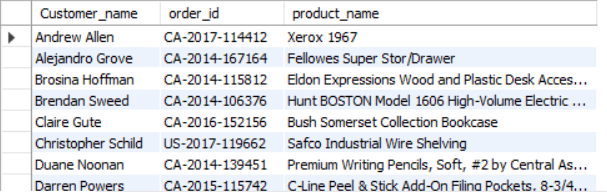 Customer_name order_id product_name
Andrew Allen CA-2017-114412 Xerox 1967
Alejandro Grove CA-2014-167164 Fellowes Super Stor/Drawer
Brosina Hoffman CA-2014-115812 Eldon Expressions Wood and Plastic Desk Acces...
Brendan Sweed CA-2014-106376 Hunt BOSTON Model 1606 High-Volume Electric ...
Claire Gute CA-2016-152156 Bush Somerset Collection Bookcase
Christopher Schild US-2017-119662 Safco Industrial Wire Shelving
Duane Noonan CA-2014-139451 Premium Writing Pencils, Soft, #2 by Central As...
Darren Powers CA-2015-115742 C-Line Peel & Stick Add-On Filing Pockets, 8-3/4...